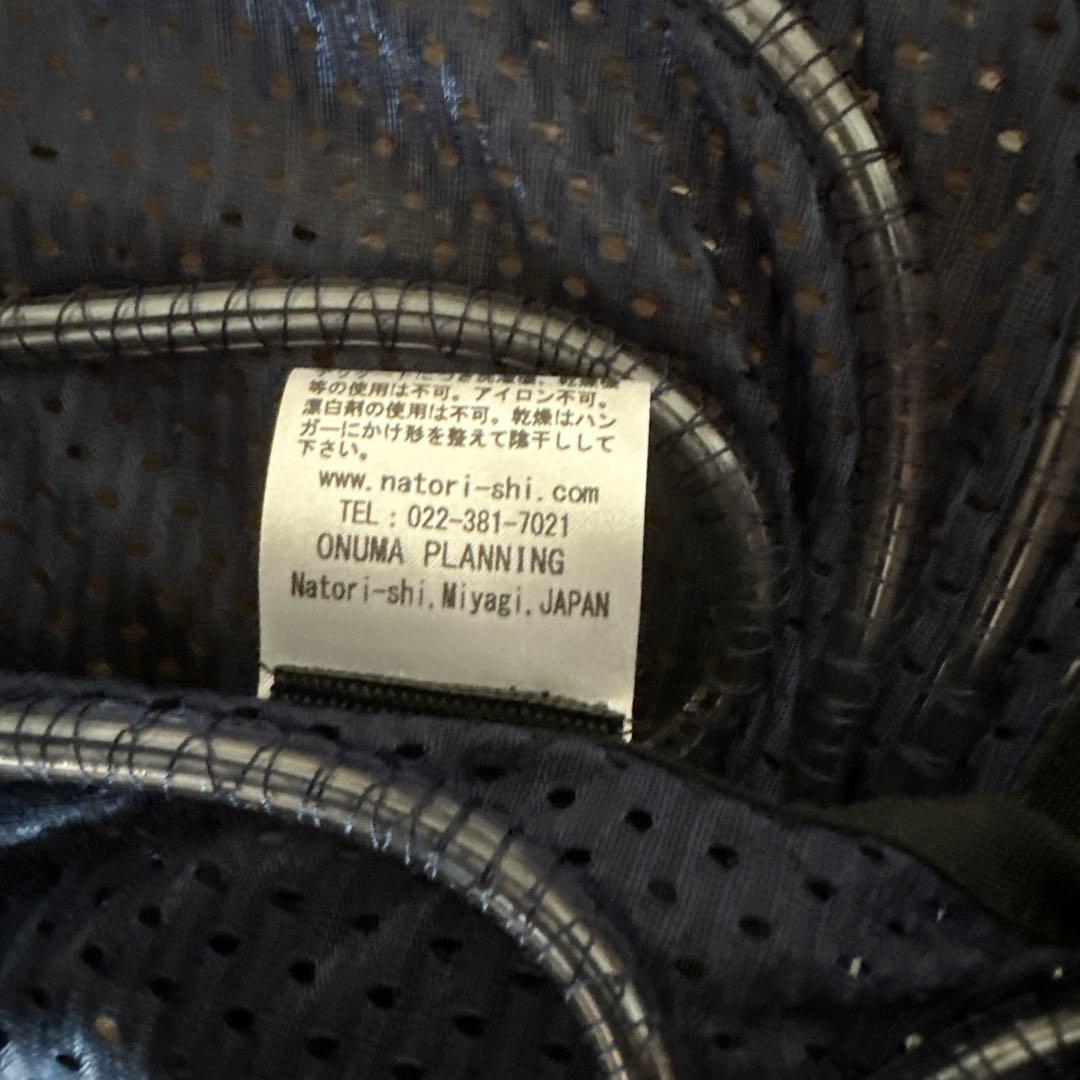 等の使用は不可。アイロン不可。
漂白剤の使用は不可。乾燥はハン
ガーにかけ形を整えて陰干しして
下さい。
www.natori-shi.com
TEL：022-381-7021
ONUMA PLANNING
Natori-shi,Miyagi,JAPAN